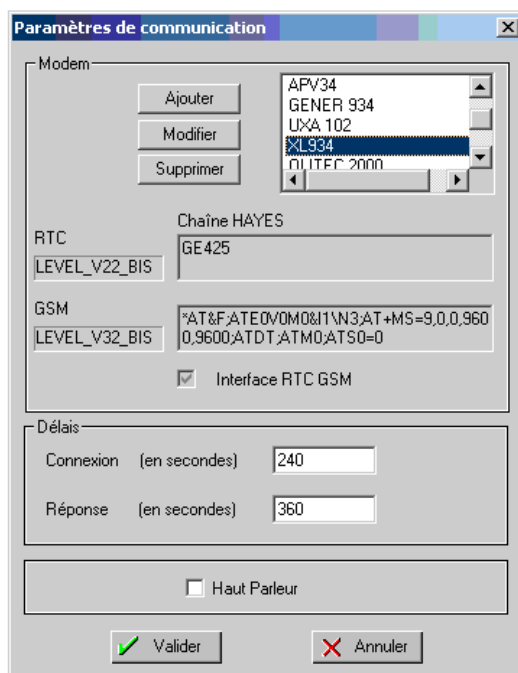 Paramètres de communication
Modem
Ajouter
Modifier
Supprimer
APV34
GENER 934
UXA 102
XL934
OLITEC 2000
Chaîne HAYES
RTC
GE425
LEVEL_V22_BIS
GSM
*AT&F;ATE0V0M0&I1\N3;AT+MS=9,0,0,960
0,9600;ATDT;ATM0;ATS0=0
LEVEL_V32_BIS
Interface RTC GSM
Délais
Connexion (en secondes) 240
Réponse (en secondes) 360
Haut Parleur
Valider
Annuler